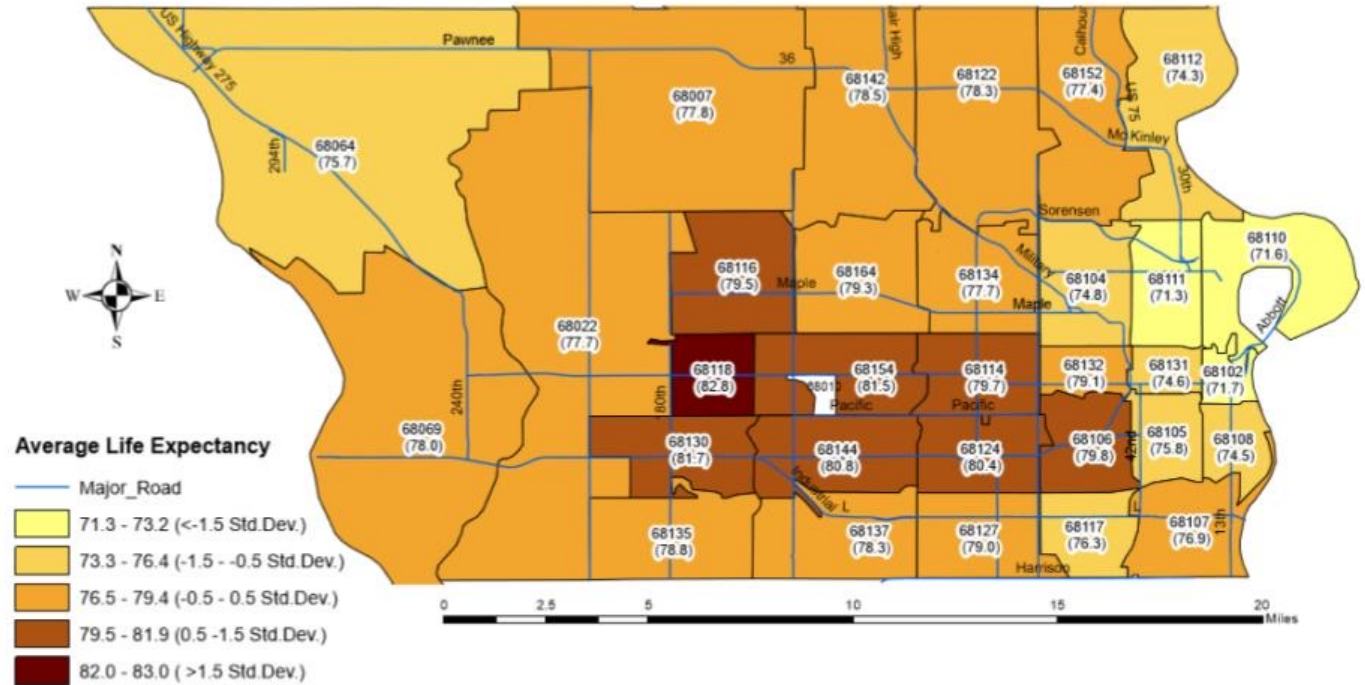 US Highway 275
Pawnee
36
Blair High
Calhoun
68112
(74.3)
68142
(78.5)
68122
(78.3)
68152
(77.4)
US 75
68007
(77.8)
McKinley
68064
(75.7)
294th
30th
Sorensen
68110
(71.6)
N
W E
S
68116
(79.5)
Maple
68164
(79.3)
68134
(77.7)
Military
68104
(74.8)
Maple
68111
(71.3)
Abbott
68022
(77.7)
68118
(82.8)
68154
(81.5)
68010
Pacific
68114
(79.7)
Pacific
68132
(79.1)
68131
(74.6)
68102
(71.7)
240th
180th
68069
(78.0)
68130
(81.7)
68144
(80.8)
68124
(80.4)
68106
(79.8)
42nd
68105
(75.8)
68108
(74.5)
Industrial L
L
68135
(78.8)
68137
(78.3)
68127
(79.0)
68117
(76.3)
68107
(76.9)
13th
Harrison
0 2.5 5 10 15 20
Miles
Average Life Expectancy
Major_Road
71.3 - 73.2 (<-1.5 Std.Dev.)
73.3 - 76.4 (-1.5 - -0.5 Std.Dev.)
76.5 - 79.4 (-0.5 - 0.5 Std.Dev.)
79.5 - 81.9 (0.5 -1.5 Std.Dev.)
82.0 - 83.0 ( >1.5 Std.Dev.)